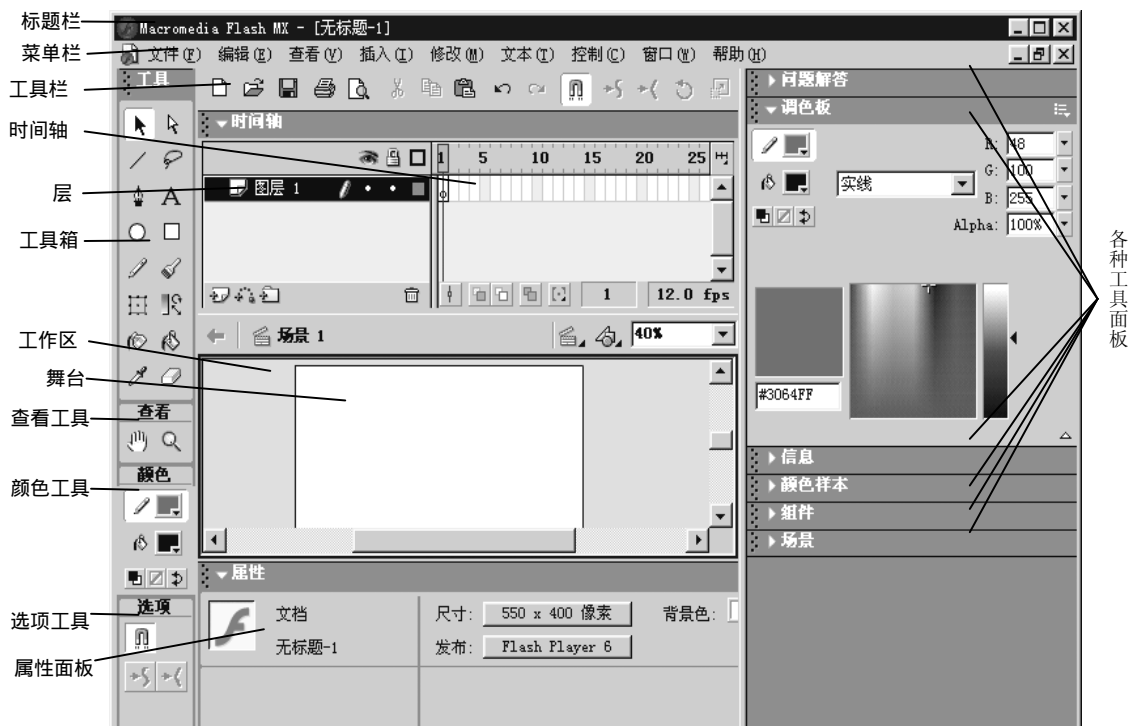 标题栏
菜单栏
工具栏
时间轴
层
工具箱
工作区
舞台
查看工具
颜色工具
选项工具
属性面板
Macromedia Flash MX - [无标题-1]
文件(F) 编辑(E) 查看(V) 插入(I) 修改(M) 文本(T) 控制(C) 窗口(W) 帮助(H)
工具
查看
颜色
选项
时间轴
1 5 10 15 20 25
图层 1
1 12.0 fps
场景 1
40%
属性
文档
无标题-1
尺寸: 550 x 400 像素 背景色:
发布: Flash Player 6
问题解答
调色板
R: 48
G: 100
实线
B: 255
Alpha: 100%
#3064FF
信息
颜色样本
组件
场景
各种工具面板